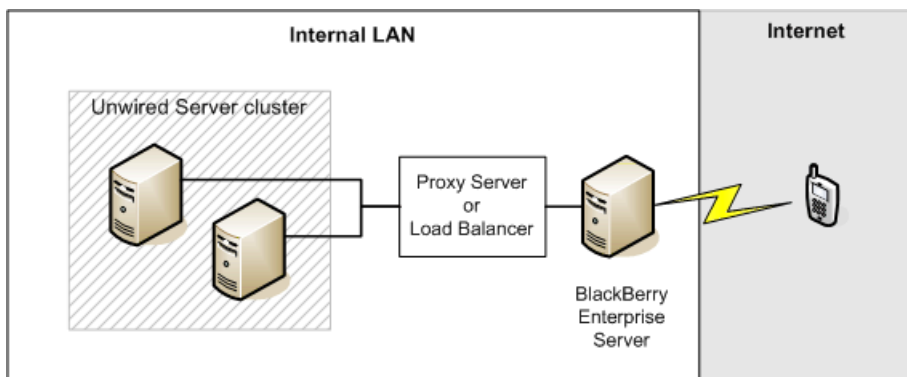 Internal LAN
Internet
Unwired Server cluster
Proxy Server
or
Load Balancer
BlackBerry
Enterprise
Server